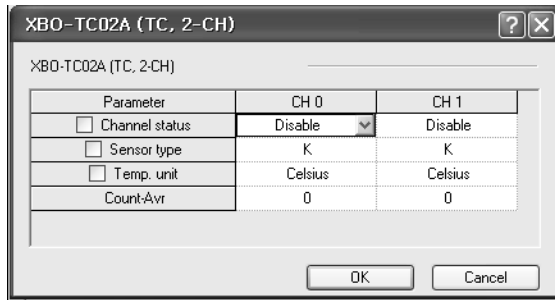 XBO-TC02A (TC, 2-CH)
XBO-TC02A (TC, 2-CH)
Parameter CH 0 CH 1
Channel status Disable Disable
Sensor type K K
Temp. unit Celsius Celsius
Count-Avr 0 0
OK Cancel